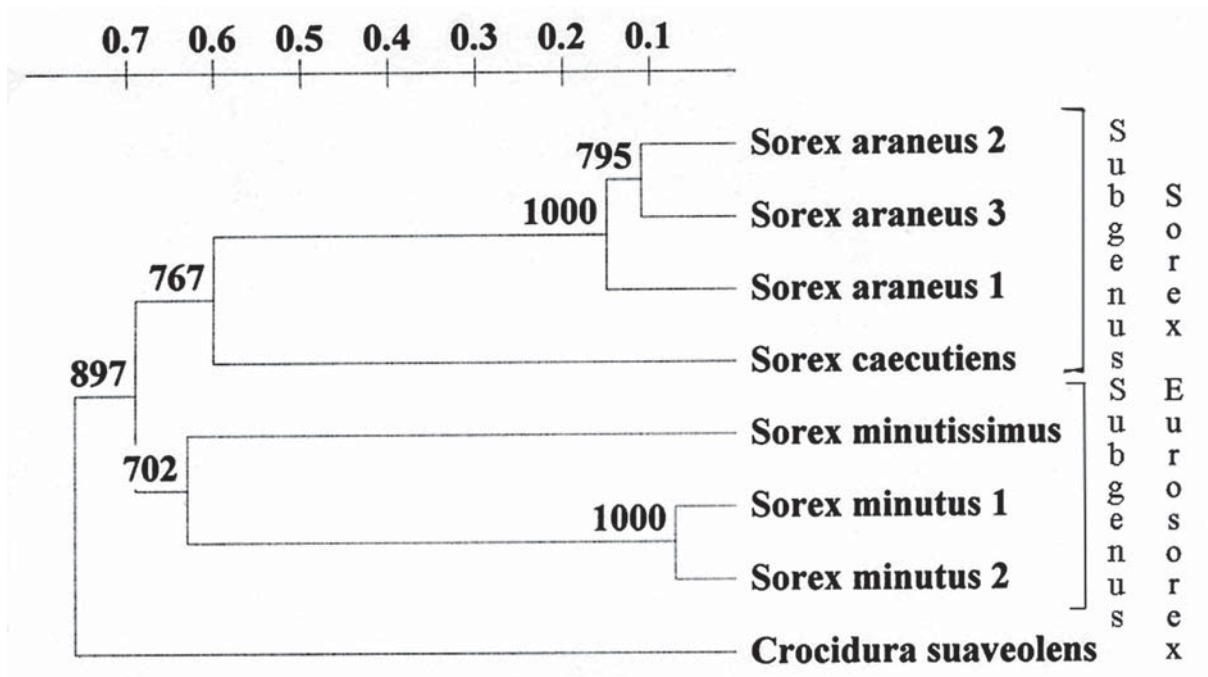 0.7 0.6 0.5 0.4 0.3 0.2 0.1
795
Sorex araneus 2
1000
Sorex araneus 3
767
Sorex araneus 1
897
Sorex caecutiens
702
Sorex minutissimus
1000
Sorex minutus 1
Sorex minutus 2
Crocidura suaveolens
Subgenus
Sorex
Subgenus
Eurosorex